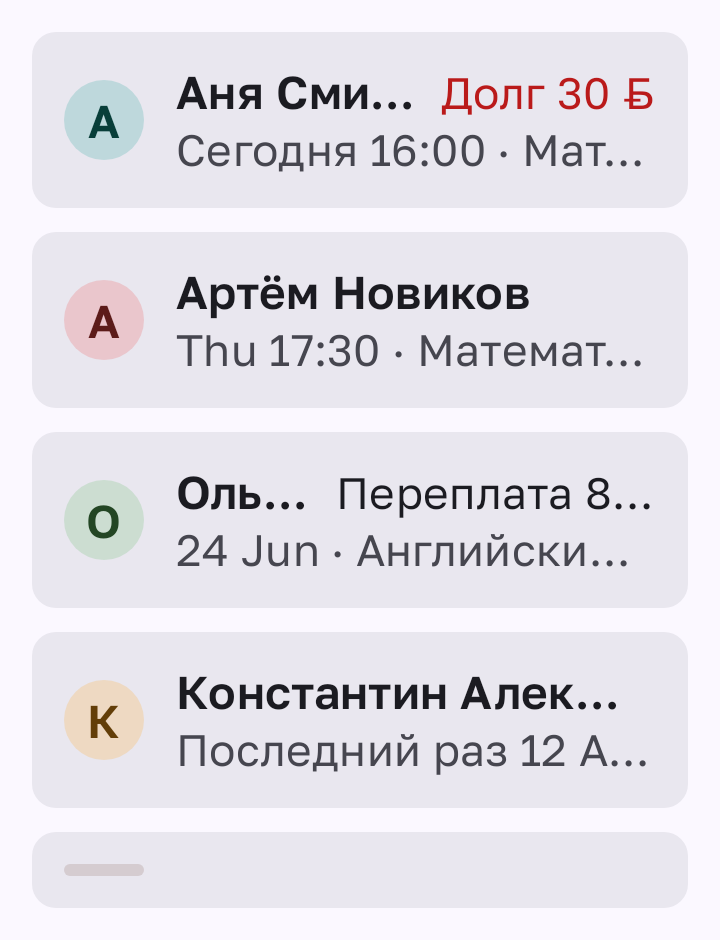 А
Аня Сми... Долг 30 Ƃ
Сегодня 16:00 · Мат...
А
Артём Новиков
Thu 17:30 · Математ...
О
Оль... Переплата 8...
24 Jun · Английски...
К
Константин Алек...
Последний раз 12 A...